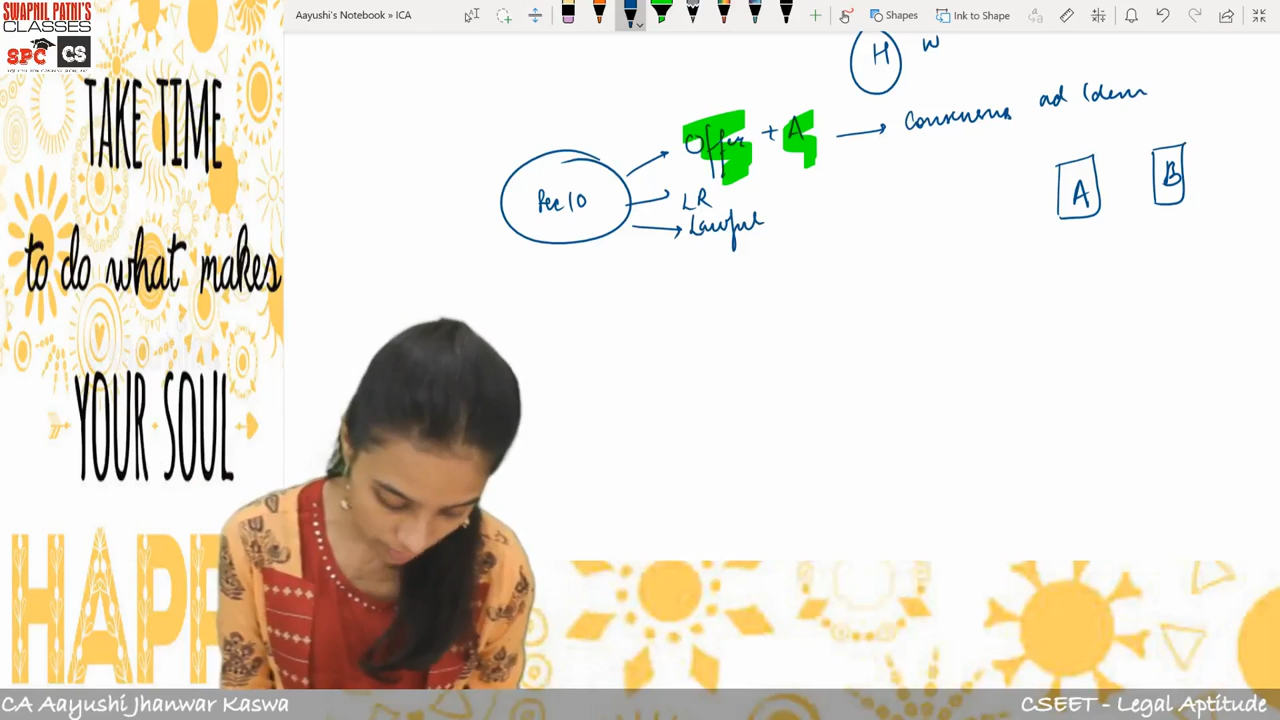 SWAPNIL PATNI'S
CLASSES
SPC CS
Aayushi's Notebook » ICA
Shapes
Ink to Shape
TAKE TIME
to do what makes
YOUR SOUL
HAPP
H W
Offer + A → Consensus ad Idem
Sec 10
LR
Lawful
A B
CA Aayushi Jhanwar Kaswa
CSEET - Legal Aptitude